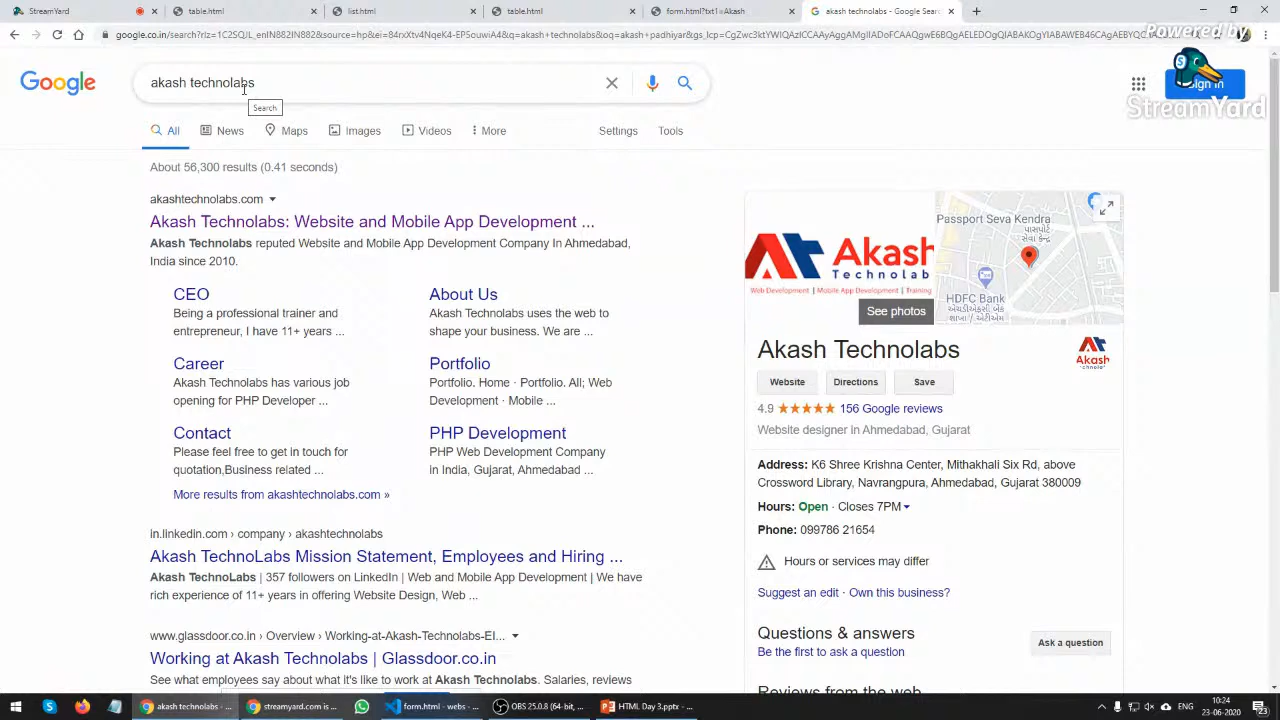 StreamYard
table.html
list.html
table.html
form.html?txt1=Akash
akash technolabs - Google Search
Powered by
Google
akash technolabs
Sign in
StreamYard
Search
All
News
Maps
Images
Videos
More
Settings
Tools
About 56,300 results (0.41 seconds)
akashtechnolabs.com
Akash Technolabs: Website and Mobile App Development ...
Akash Technolabs reputed Website and Mobile App Development Company In Ahmedabad,
India since 2010.
CEO
Being a professional trainer and
entrepreneur, I have 11+ years ...
About Us
Akash Technolabs uses the web to
shape your business. We are ...
Career
Akash Technolabs has various job
opening for PHP Developer ...
Portfolio
Portfolio. Home · Portfolio. All; Web
Development · Mobile ...
Contact
Please feel free to get in touch for
quotation,Business related ...
PHP Development
PHP Web Development Company
in India, Gujarat, Ahmedabad ...
More results from akashtechnolabs.com »
in.linkedin.com › company › akashtechnolabs
Akash TechnoLabs Mission Statement, Employees and Hiring ...
Akash TechnoLabs | 357 followers on LinkedIn | Web and Mobile App Development | We have
rich experience of 11+ years in offering Website Design, Web ...
www.glassdoor.co.in › Overview › Working-at-Akash-Technolabs-EI...
Working at Akash Technolabs | Glassdoor.co.in
See what employees say about what it's like to work at Akash Technolabs. Salaries, reviews
Akash
Technolab
Web Development | Mobile App Development | Training
See photos
Passport Seva Kendra
પાસપોર્ટ
સેવા કેન્દ્ર
HDFC Bank
એચડીએફસી બેંક
Akash Technolabs
Akash
Website
Directions
Save
4.9
156 Google reviews
Website designer in Ahmedabad, Gujarat
Address: K6 Shree Krishna Center, Mithakhali Six Rd, above
Crossword Library, Navrangpura, Ahmedabad, Gujarat 380009
Hours: Open · Closes 7PM
Phone: 099786 21654
Hours or services may differ
Suggest an edit · Own this business?
Questions & answers
Be the first to ask a question
Ask a question
Reviews from the web
akash technolabs - ...
streamyard.com is ...
form.html - webs - ...
OBS 25.0.8 (64-bit, ...
HTML Day 3.pptx - ...
ENG
10:24
23-06-2020
23